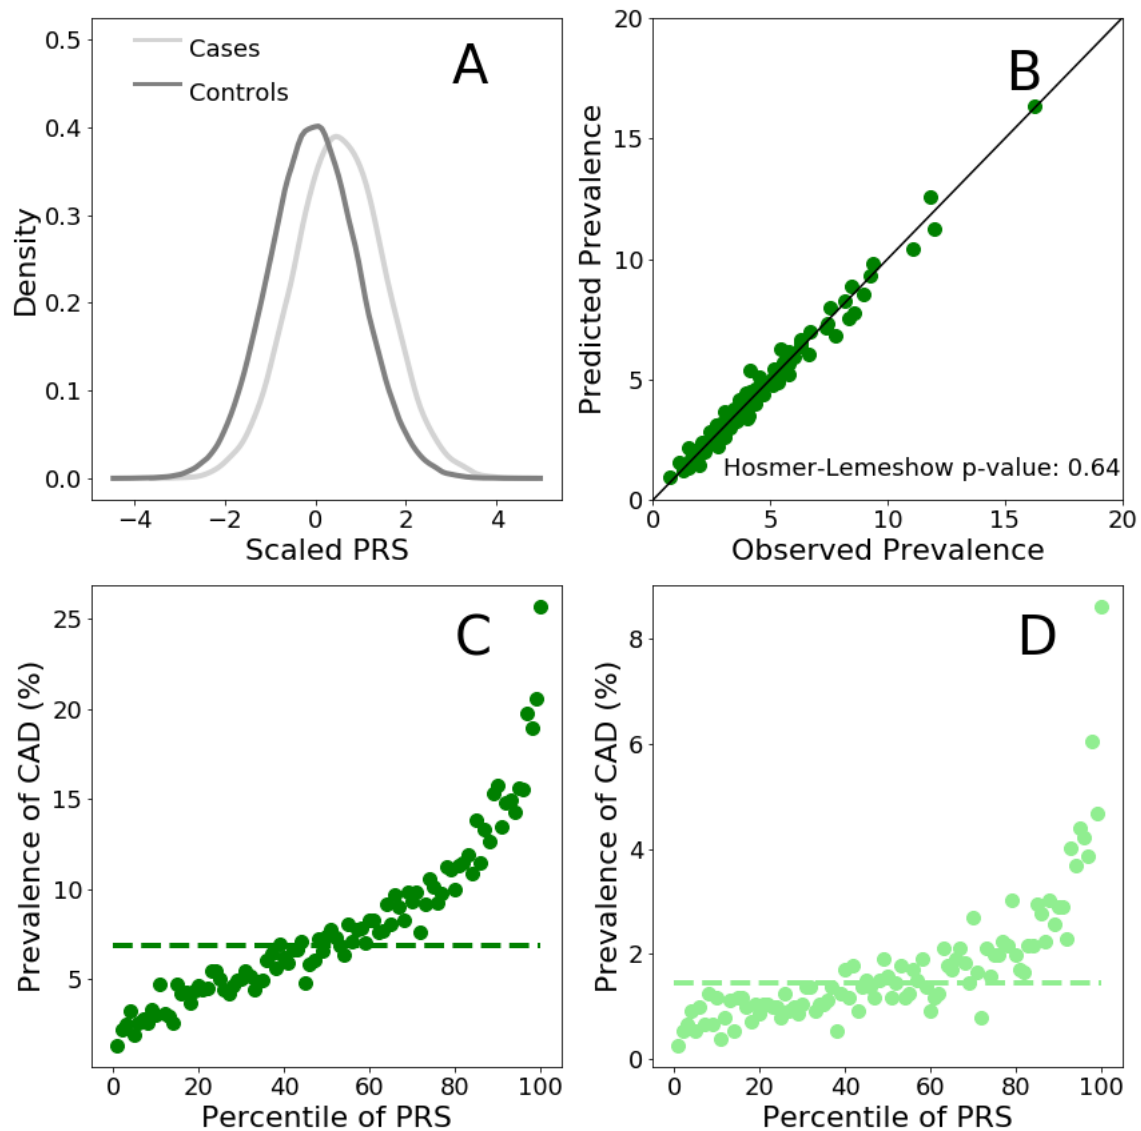 A
Cases
Controls
Density
0.5
0.4
0.3
0.2
0.1
0.0
−4 −2 0 2 4
Scaled PRS
B
Predicted Prevalence
20
15
10
5
0
Hosmer-Lemeshow p-value: 0.64
0 5 10 15 20
Observed Prevalence
C
Prevalence of CAD (%)
25
20
15
10
5
0 20 40 60 80 100
Percentile of PRS
D
Prevalence of CAD (%)
8
6
4
2
0
0 20 40 60 80 100
Percentile of PRS